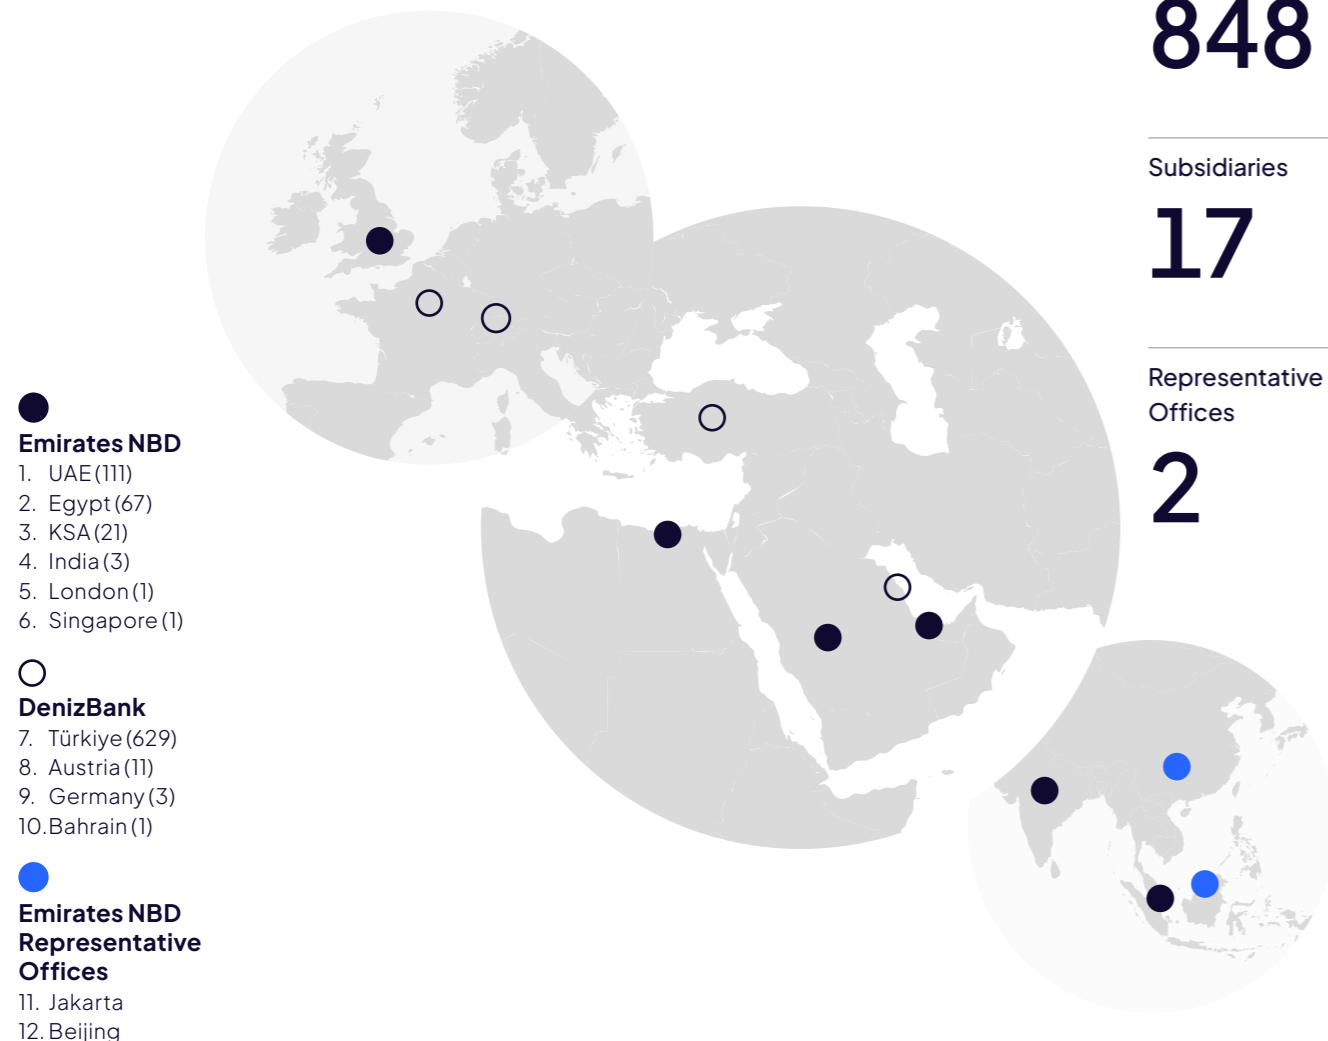 848
Subsidiaries
17
Representative
Offices
2
Emirates NBD
1. UAE (111)
2. Egypt (67)
3. KSA (21)
4. India (3)
5. London (1)
6. Singapore (1)
DenizBank
7. Türkiye (629)
8. Austria (11)
9. Germany (3)
10. Bahrain (1)
Emirates NBD
Representative
Offices
11. Jakarta
12. Beijing